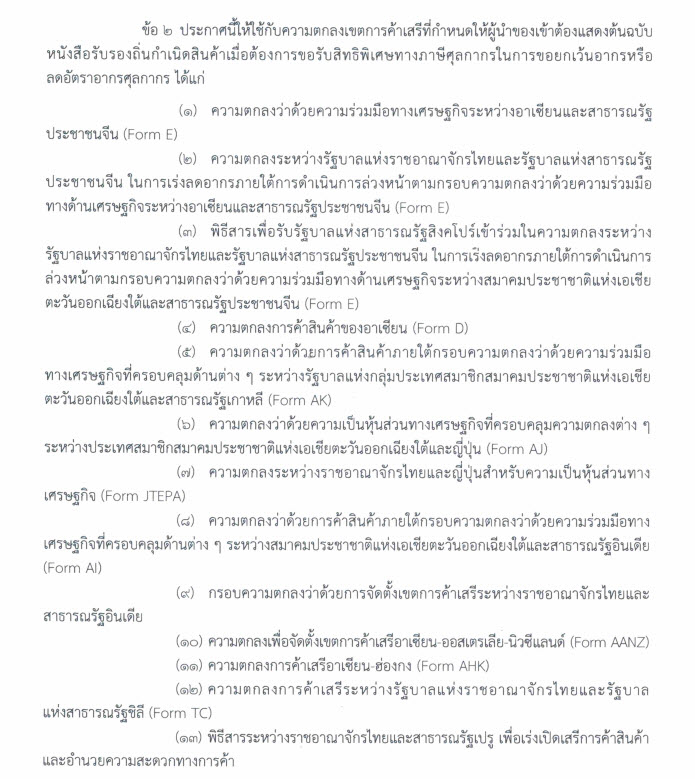 ข้อ ๒ ประกาศนี้ให้ใช้กับความตกลงเขตการค้าเสรีที่กำหนดให้ผู้นำของเข้าต้องแสดงต้นฉบับ
หนังสือรับรองถิ่นกำเนิดสินค้าเมื่อต้องการขอรับสิทธิพิเศษทางภาษีศุลกากรในการขอยกเว้นอากรหรือ
ลดอัตราอากรศุลกากร ได้แก่
(๑) ความตกลงว่าด้วยความร่วมมือทางเศรษฐกิจระหว่างอาเซียนและสาธารณรัฐ
ประชาชนจีน (Form E)
(๒) ความตกลงระหว่างรัฐบาลแห่งราชอาณาจักรไทยและรัฐบาลแห่งสาธารณรัฐ
ประชาชนจีน ในการเร่งลดอากรภายใต้การดำเนินการล่วงหน้าตามกรอบความตกลงว่าด้วยความร่วมมือ
ทางด้านเศรษฐกิจระหว่างอาเซียนและสาธารณรัฐประชาชนจีน (Form E)
(๓) พิธีสารเพื่อรับรัฐบาลแห่งสาธารณรัฐสิงคโปร์เข้าร่วมในความตกลงระหว่าง
รัฐบาลแห่งราชอาณาจักรไทยและรัฐบาลแห่งสาธารณรัฐประชาชนจีน ในการเร่งลดอากรภายใต้การดำเนินการ
ล่วงหน้าตามกรอบความตกลงว่าด้วยความร่วมมือทางด้านเศรษฐกิจระหว่างสมาคมประชาชาติแห่งเอเชีย
ตะวันออกเฉียงใต้และสาธารณรัฐประชาชนจีน (Form E)
(๔) ความตกลงการค้าสินค้าของอาเซียน (Form D)
(๕) ความตกลงว่าด้วยการค้าสินค้าภายใต้กรอบความตกลงว่าด้วยความร่วมมือ
ทางเศรษฐกิจที่ครอบคลุมด้านต่าง ๆ ระหว่างรัฐบาลแห่งกลุ่มประเทศสมาชิกสมาคมประชาชาติแห่งเอเชีย
ตะวันออกเฉียงใต้และสาธารณรัฐเกาหลี (Form AK)
(๖) ความตกลงว่าด้วยความเป็นหุ้นส่วนทางเศรษฐกิจที่ครอบคลุมความตกลงต่าง ๆ
ระหว่างประเทศสมาชิกสมาคมประชาชาติแห่งเอเชียตะวันออกเฉียงใต้และญี่ปุ่น (Form AJ)
(๗) ความตกลงระหว่างราชอาณาจักรไทยและญี่ปุ่นสำหรับความเป็นหุ้นส่วนทาง
เศรษฐกิจ (Form JTEPA)
(๘) ความตกลงว่าด้วยการค้าสินค้าภายใต้กรอบความตกลงว่าด้วยความร่วมมือทาง
เศรษฐกิจที่ครอบคลุมด้านต่าง ๆ ระหว่างสมาคมประชาชาติแห่งเอเชียตะวันออกเฉียงใต้และสาธารณรัฐอินเดีย
(Form AI)
(๙) กรอบความตกลงว่าด้วยการจัดตั้งเขตการค้าเสรีระหว่างราชอาณาจักรไทยและ
สาธารณรัฐอินเดีย
(๑๐) ความตกลงเพื่อจัดตั้งเขตการค้าเสรีอาเซียน-ออสเตรเลีย-นิวซีแลนด์ (Form AANZ)
(๑๑) ความตกลงการค้าเสรีอาเซียน-ฮ่องกง (Form AHK)
(๑๒) ความตกลงการค้าเสรีระหว่างรัฐบาลแห่งราชอาณาจักรไทยและรัฐบาล
แห่งสาธารณรัฐชิลี (Form TC)
(๑๓) พิธีสารระหว่างราชอาณาจักรไทยและสาธารณรัฐเปรู เพื่อเร่งเปิดเสรีการค้าสินค้า
และอำนวยความสะดวกทางการค้า